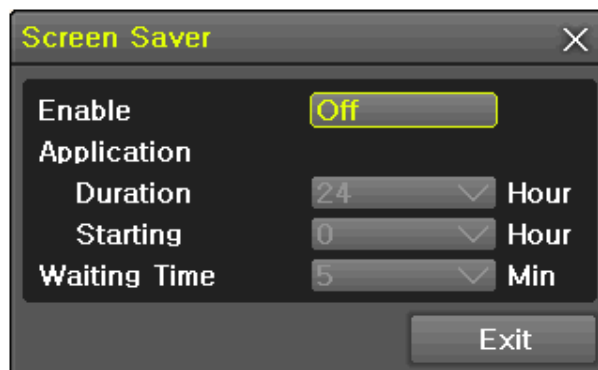 Screen Saver
Enable Off
Application
Duration 24 Hour
Starting 0 Hour
Waiting Time 5 Min
Exit